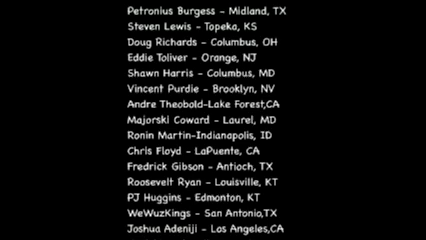 Petronius Burgess - Midland, TX
Steven Lewis - Topeka, KS
Doug Richards - Columbus, OH
Eddie Toliver - Orange, NJ
Shawn Harris - Columbus, MD
Vincent Purdie - Brooklyn, NV
Andre Theobold-Lake Forest,CA
Majorski Coward - Laurel, MD
Ronin Martin-Indianapolis, ID
Chris Floyd - LaPuente, CA
Fredrick Gibson - Antioch, TX
Roosevelt Ryan - Louisville, KT
PJ Huggins - Edmonton, KT
WeWuzKings - San Antonio,TX
Joshua Adeniji - Los Angeles,CA